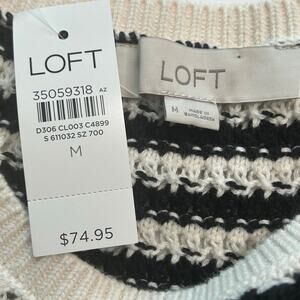 LOFT
35059318 AZ
D306 CL003 C4899
S 611032 SZ 700
M
$74.95
LOFT
M
MADE IN
BANGLADESH